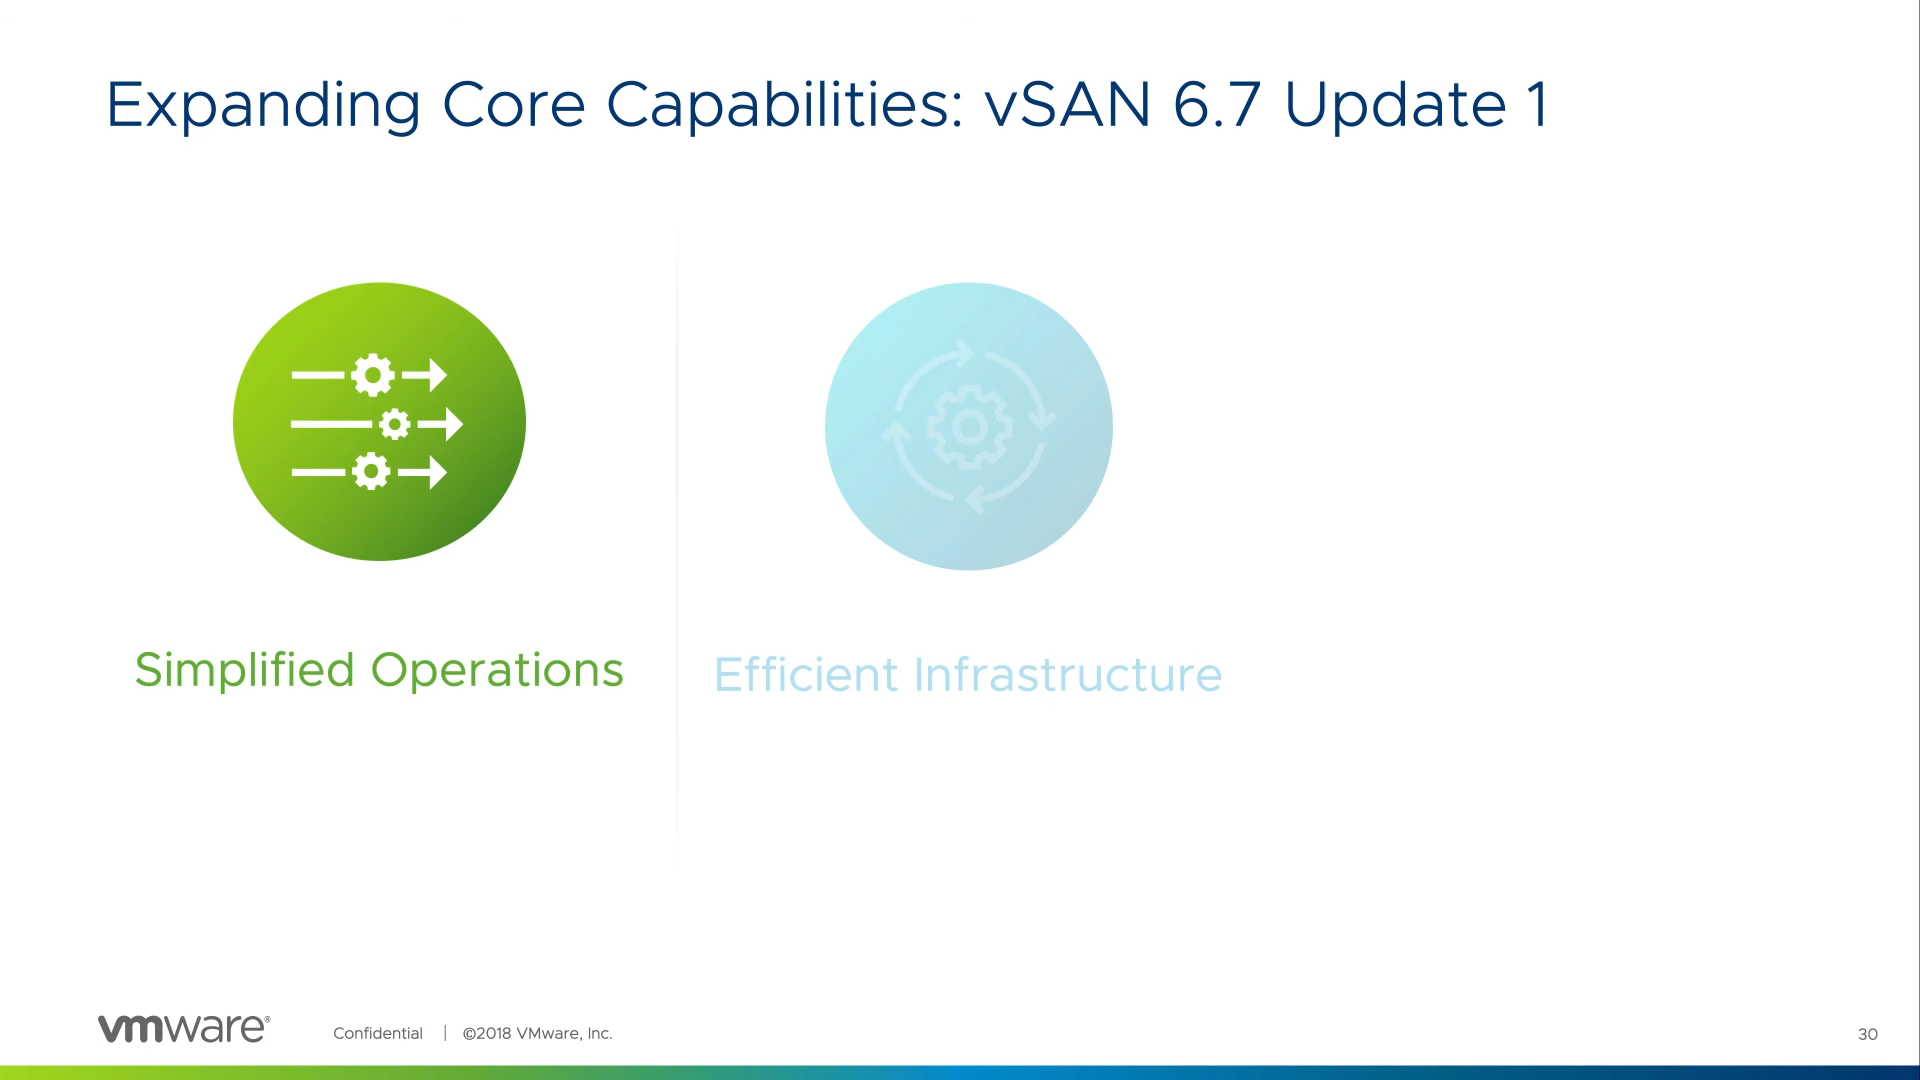 Expanding Core Capabilities: vSAN 6.7 Update 1
Simplified Operations
Efficient Infrastructure
vmware®
Confidential | ©2018 VMware, Inc.
30